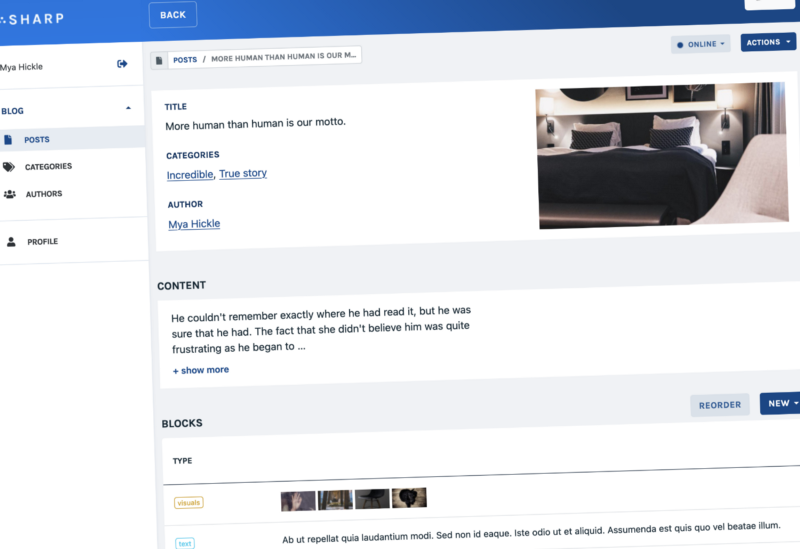 SHARP
BACK
Mya Hickle
BLOG
POSTS
CATEGORIES
AUTHORS
PROFILE
POSTS / MORE HUMAN THAN HUMAN IS OUR M...
ONLINE
ACTIONS
TITLE
More human than human is our motto.
CATEGORIES
Incredible, True story
AUTHOR
Mya Hickle
CONTENT
He couldn't remember exactly where he had read it, but he was
sure that he had. The fact that she didn't believe him was quite
frustrating as he began to ...
+ show more
BLOCKS
REORDER
NEW
TYPE
visuals
text
Ab ut repellat quia laudantium modi. Sed non id eaque. Iste odio ut et aliquid. Assumenda est quis quo vel beatae illum.